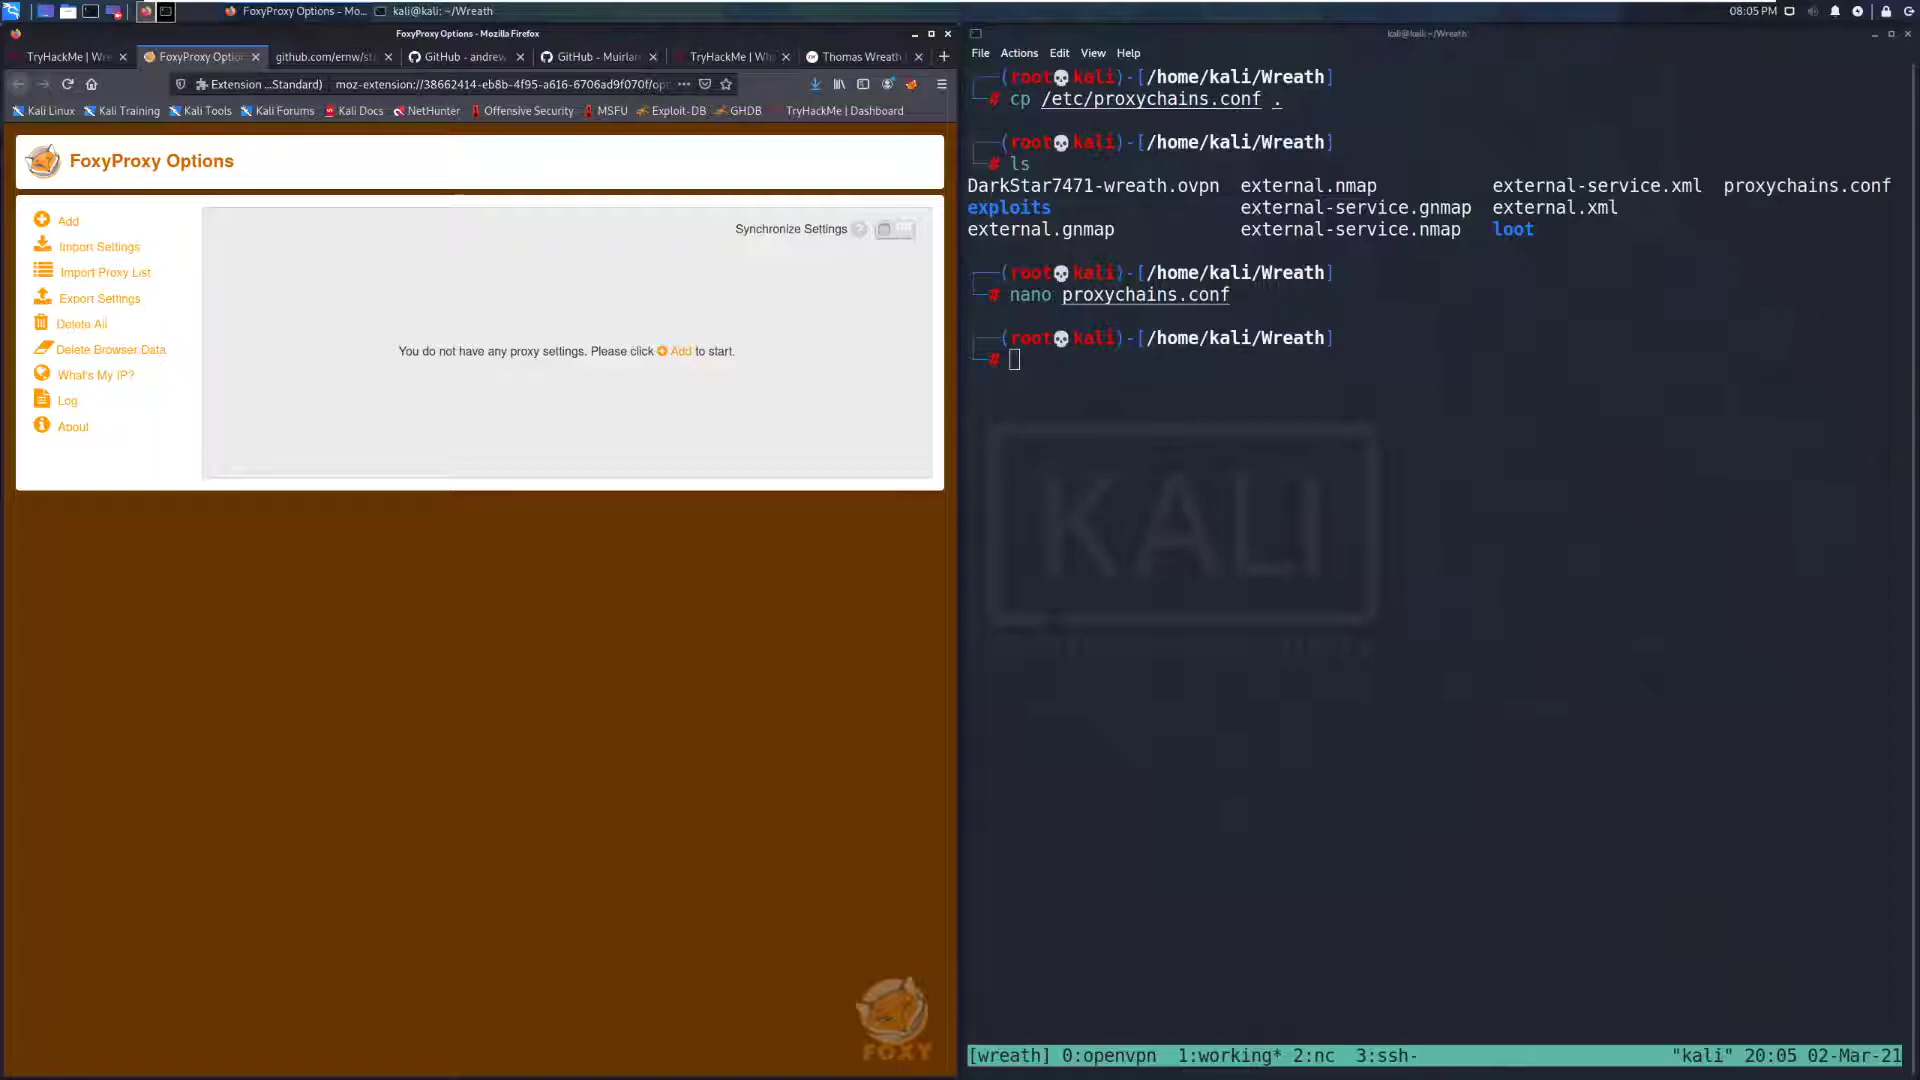 FoxyProxy Options - Mo...
kali@kali: ~/Wreath
08:05 PM
FoxyProxy Options - Mozilla Firefox
TryHackMe | Wre
FoxyProxy Option
github.com/ernw/sta
GitHub - andrew
GitHub - Muirlan
TryHackMe | Wh
Thomas Wreath
Extension ...Standard)
moz-extension://38662414-eb8b-4f95-a616-6706ad9f070f/op
Kali Linux
Kali Training
Kali Tools
Kali Forums
Kali Docs
NetHunter
Offensive Security
MSFU
Exploit-DB
GHDB
TryHackMe | Dashboard
FoxyProxy Options
Add
Import Settings
Import Proxy List
Export Settings
Delete All
Delete Browser Data
What's My IP?
Log
About
Synchronize Settings ? Off
You do not have any proxy settings. Please click Add to start.
FOXY
kali@kali: ~/Wreath
File Actions Edit View Help
(root💀kali)-[/home/kali/Wreath]
# cp /etc/proxychains.conf .
(root💀kali)-[/home/kali/Wreath]
# ls
DarkStar7471-wreath.ovpn external.nmap external-service.xml proxychains.conf
exploits external-service.gnmap external.xml
external.gnmap external-service.nmap loot
(root💀kali)-[/home/kali/Wreath]
# nano proxychains.conf
(root💀kali)-[/home/kali/Wreath]
#
KALI
[wreath] 0:openvpn 1:working* 2:nc 3:ssh- "kali" 20:05 02-Mar-21